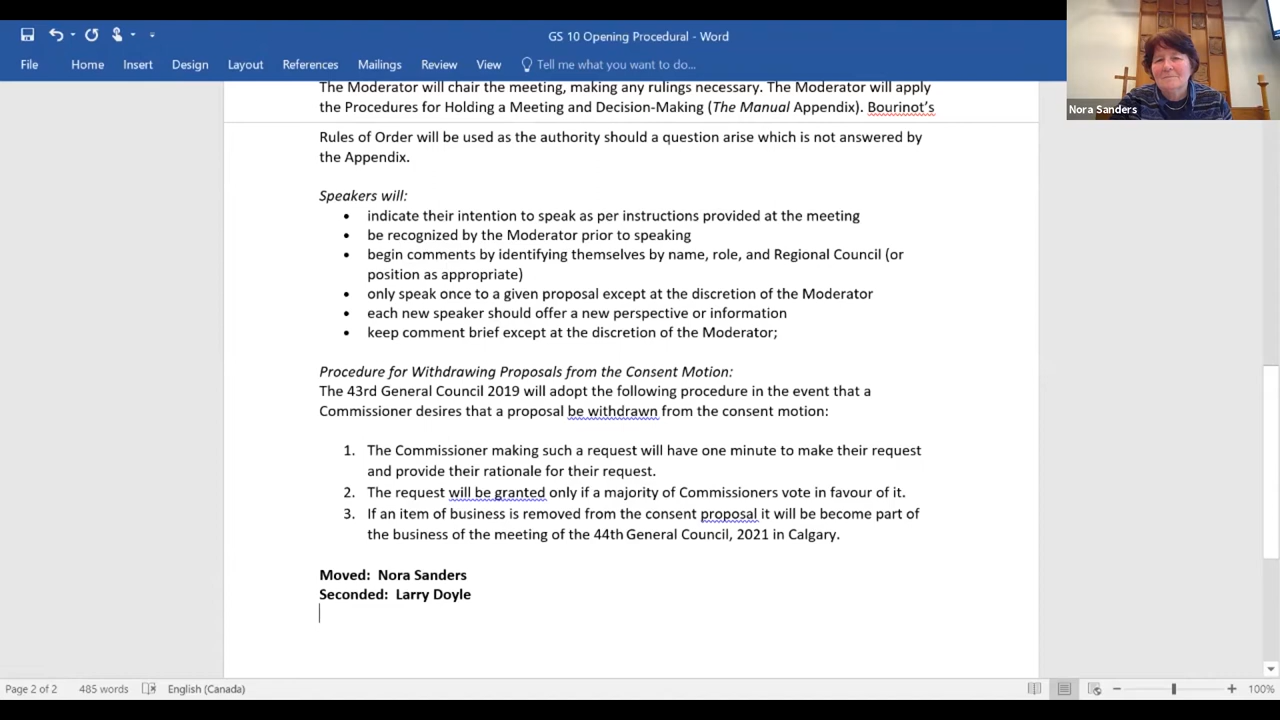 GS 10 Opening Procedural - Word
File Home Insert Design Layout References Mailings Review View Tell me what you want to do...
Nora Sanders
The Moderator will chair the meeting, making any rulings necessary. The Moderator will apply
the Procedures for Holding a Meeting and Decision-Making (The Manual Appendix). Bourinot's
Rules of Order will be used as the authority should a question arise which is not answered by
the Appendix.
Speakers will:
• indicate their intention to speak as per instructions provided at the meeting
• be recognized by the Moderator prior to speaking
• begin comments by identifying themselves by name, role, and Regional Council (or
position as appropriate)
• only speak once to a given proposal except at the discretion of the Moderator
• each new speaker should offer a new perspective or information
• keep comment brief except at the discretion of the Moderator;
Procedure for Withdrawing Proposals from the Consent Motion:
The 43rd General Council 2019 will adopt the following procedure in the event that a
Commissioner desires that a proposal be withdrawn from the consent motion:
1. The Commissioner making such a request will have one minute to make their request
and provide their rationale for their request.
2. The request will be granted only if a majority of Commissioners vote in favour of it.
3. If an item of business is removed from the consent proposal it will be become part of
the business of the meeting of the 44th General Council, 2021 in Calgary.
Moved: Nora Sanders
Seconded: Larry Doyle
Page 2 of 2 485 words English (Canada) 100%